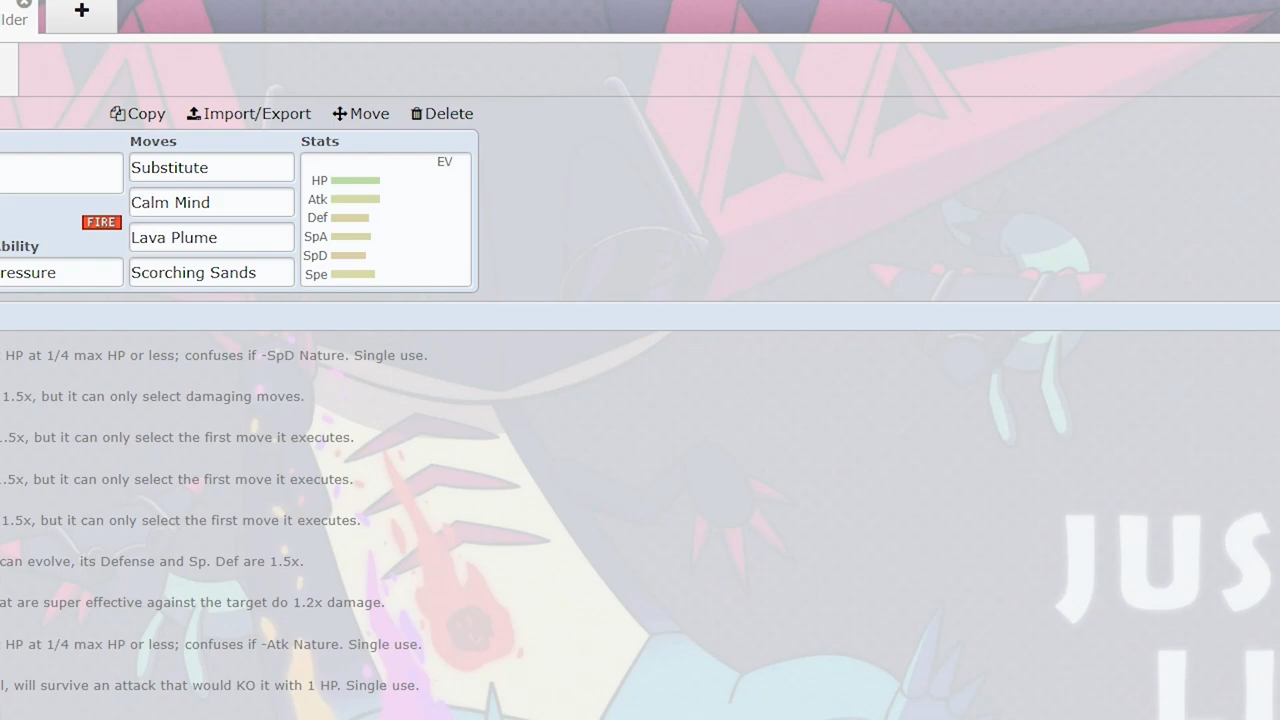 lder
+
Copy Import/Export Move Delete
Moves Stats
Substitute
EV
HP
Calm Mind
Atk
FIRE
Def
Lava Plume
SpA
bility
SpD
ressure
Scorching Sands
Spe
HP at 1/4 max HP or less; confuses if -SpD Nature. Single use.
1.5x, but it can only select damaging moves.
1.5x, but it can only select the first move it executes.
1.5x, but it can only select the first move it executes.
1.5x, but it can only select the first move it executes.
can evolve, its Defense and Sp. Def are 1.5x.
at are super effective against the target do 1.2x damage.
HP at 1/4 max HP or less; confuses if -Atk Nature. Single use.
l, will survive an attack that would KO it with 1 HP. Single use.
JUS